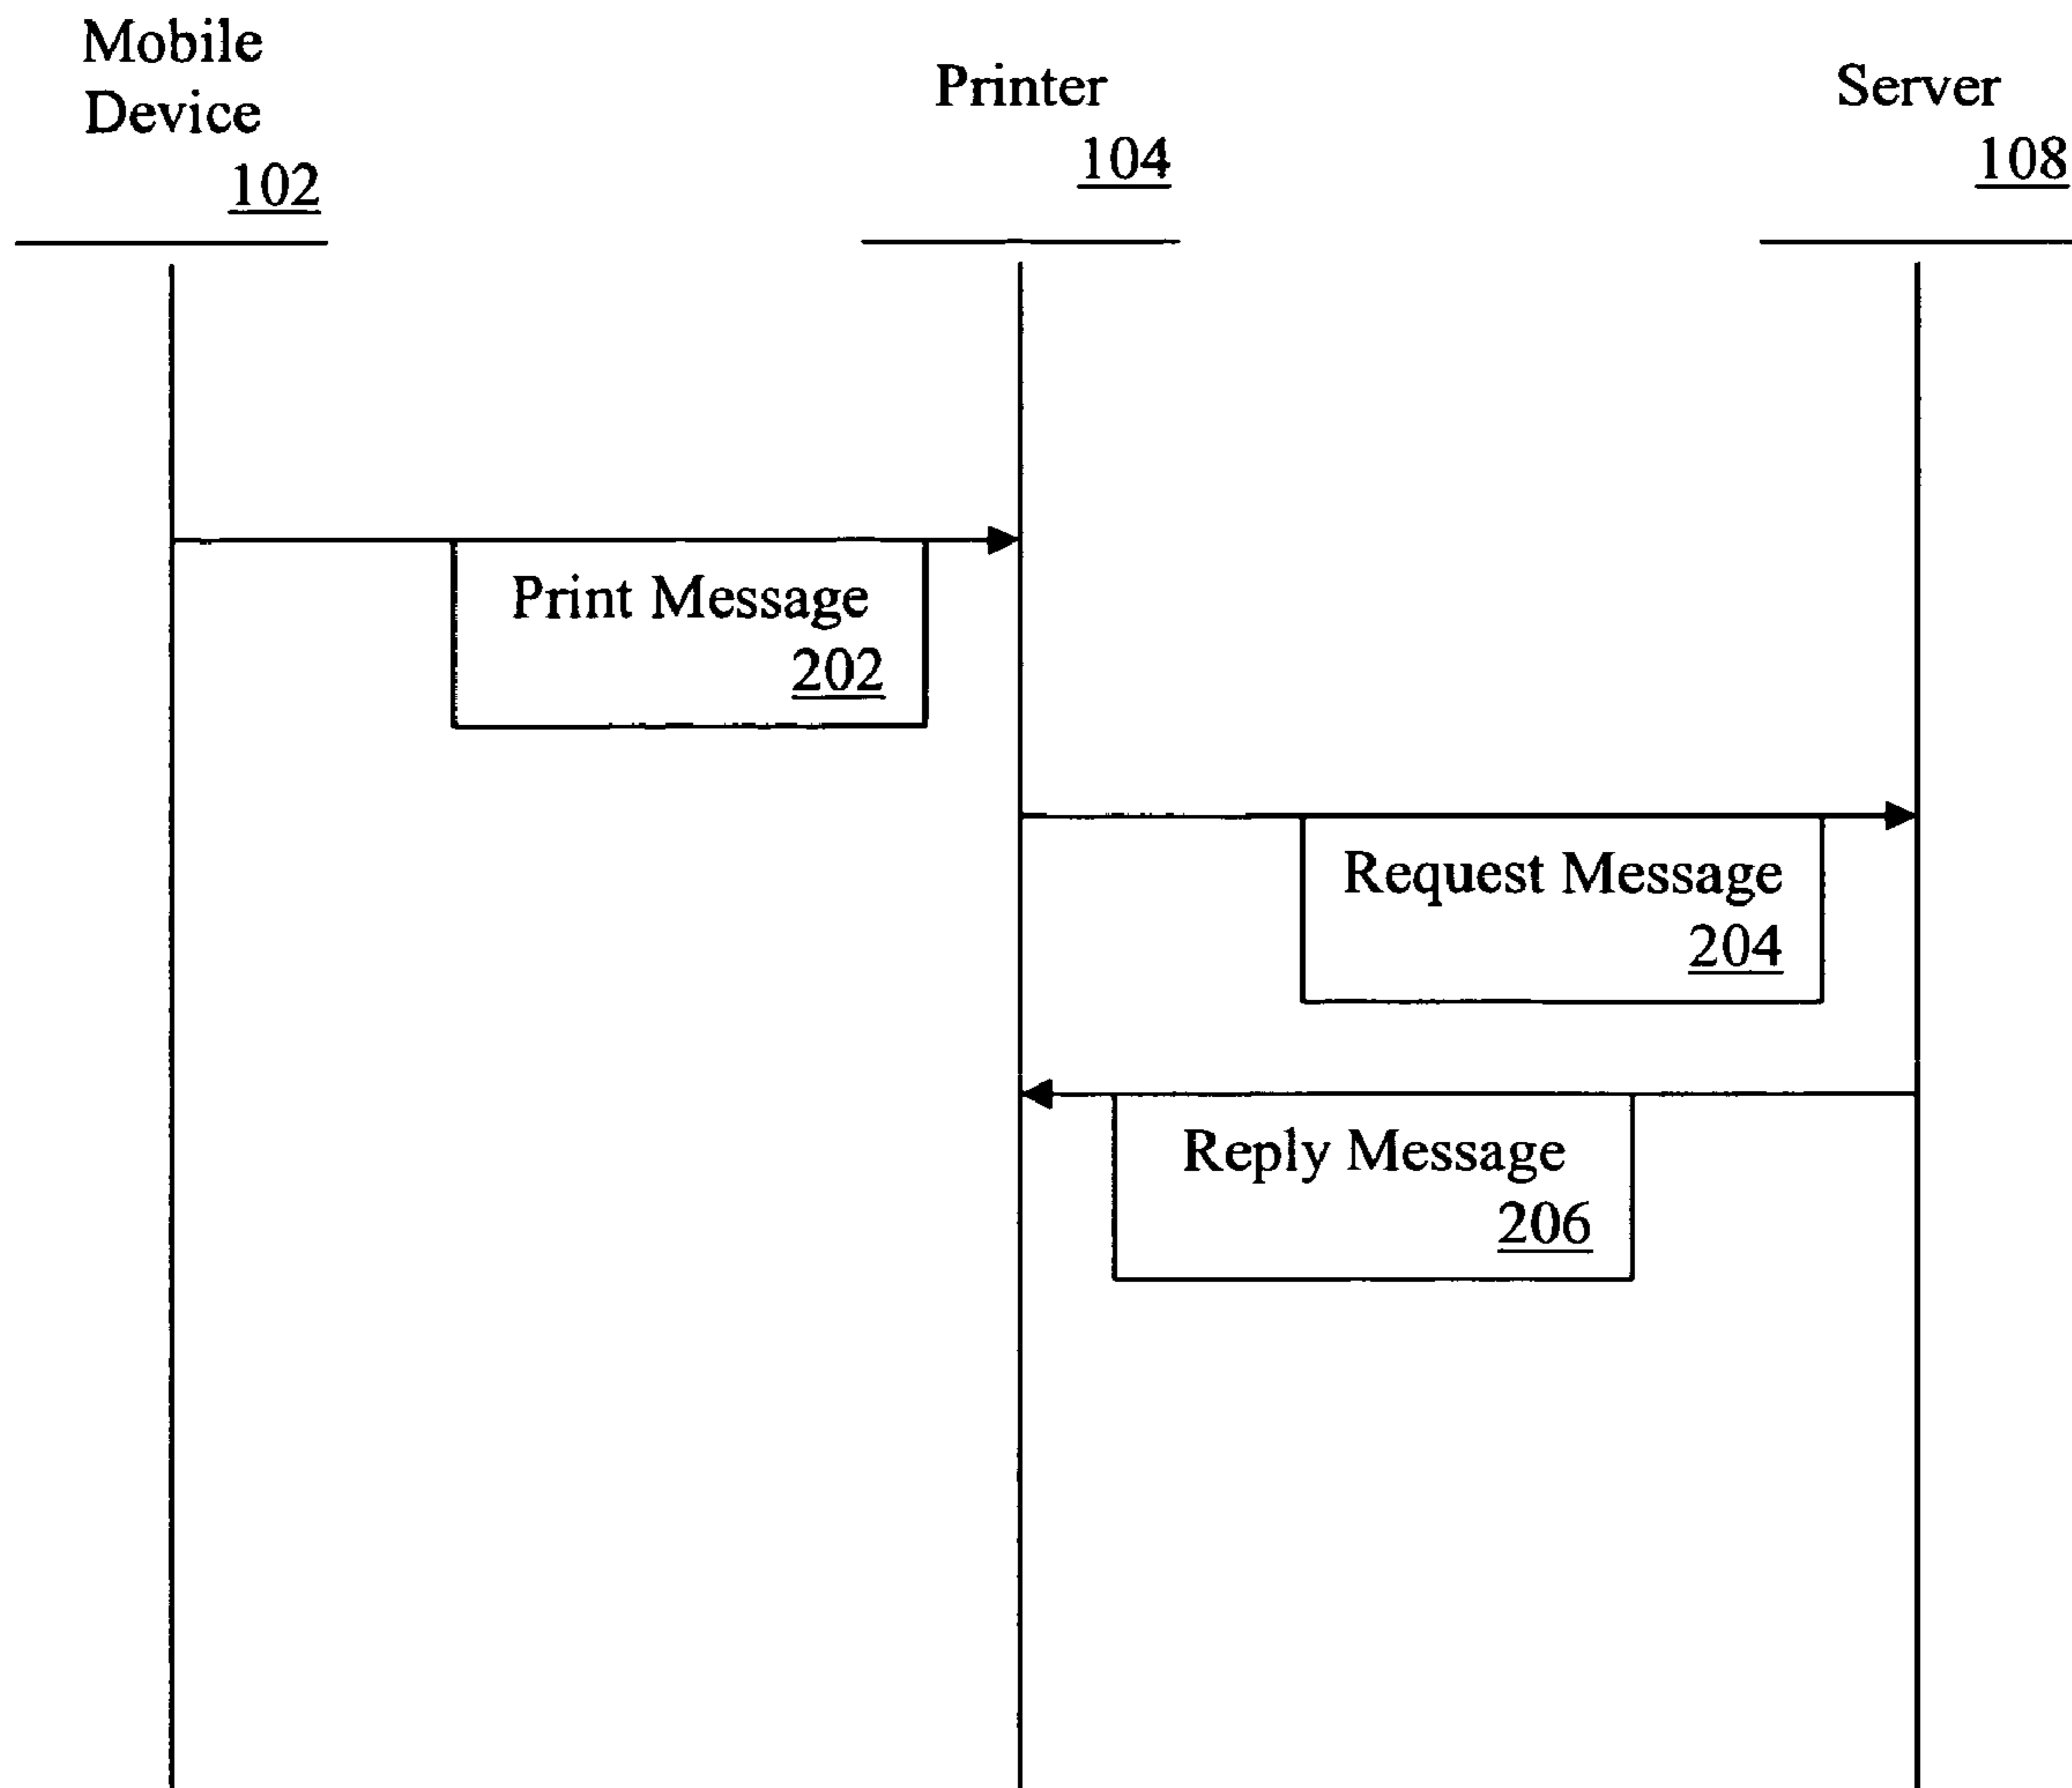 Mobile
Device
102
Printer
104
Server
108
Print Message
202
Request Message
204
Reply Message
206